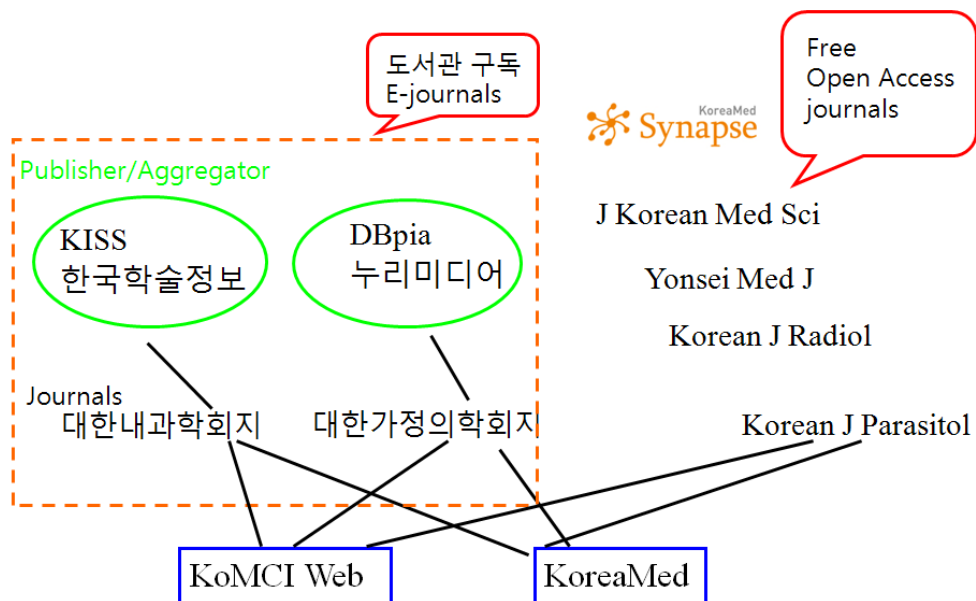 도서관 구독
E-journals
Free
Open Access
journals
KoreaMed
Synapse
Publisher/Aggregator
KISS
한국학술정보
DBpia
누리미디어
J Korean Med Sci
Yonsei Med J
Korean J Radiol
Journals
대한내과학회지
대한가정의학회지
Korean J Parasitol
KoMCI Web
KoreaMed